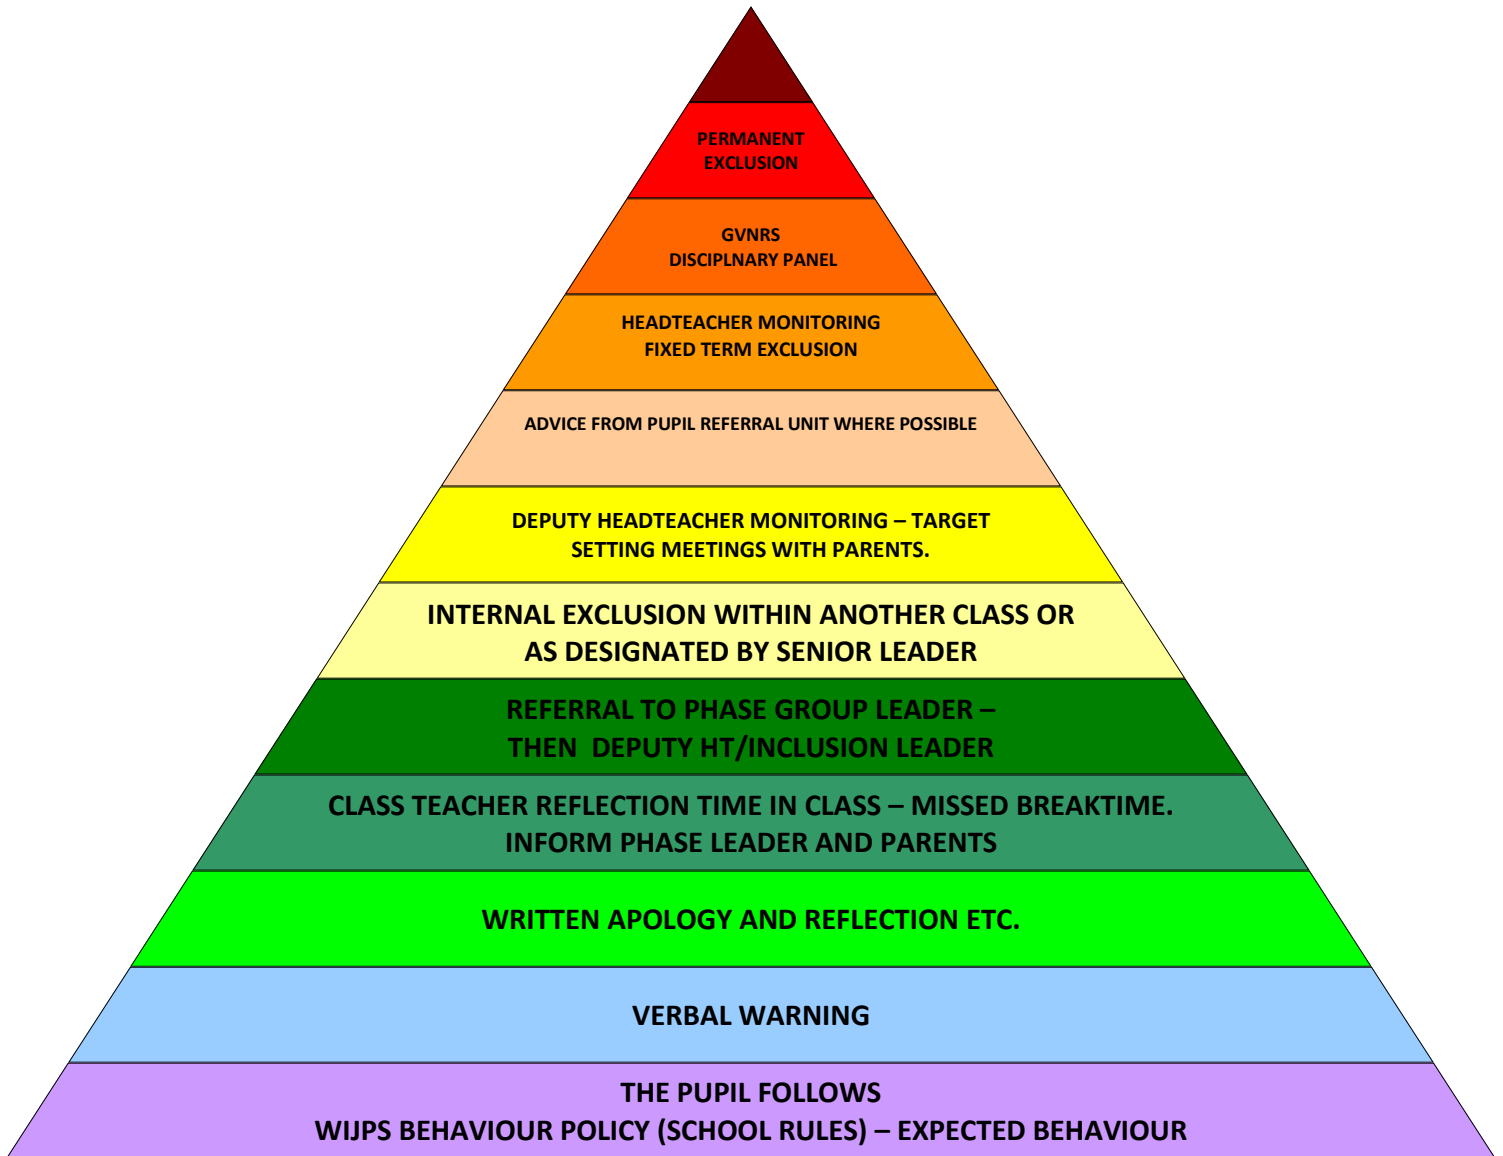 PERMANENT
EXCLUSION
GVNRS
DISCIPLNARY PANEL
HEADTEACHER MONITORING
FIXED TERM EXCLUSION
ADVICE FROM PUPIL REFERRAL UNIT WHERE POSSIBLE
DEPUTY HEADTEACHER MONITORING – TARGET
SETTING MEETINGS WITH PARENTS.
INTERNAL EXCLUSION WITHIN ANOTHER CLASS OR
AS DESIGNATED BY SENIOR LEADER
REFERRAL TO PHASE GROUP LEADER –
THEN  DEPUTY HT/INCLUSION LEADER
CLASS TEACHER REFLECTION TIME IN CLASS – MISSED BREAKTIME.
INFORM PHASE LEADER AND PARENTS
WRITTEN APOLOGY AND REFLECTION ETC.
VERBAL WARNING
THE PUPIL FOLLOWS
WIJPS BEHAVIOUR POLICY (SCHOOL RULES) – EXPECTED BEHAVIOUR